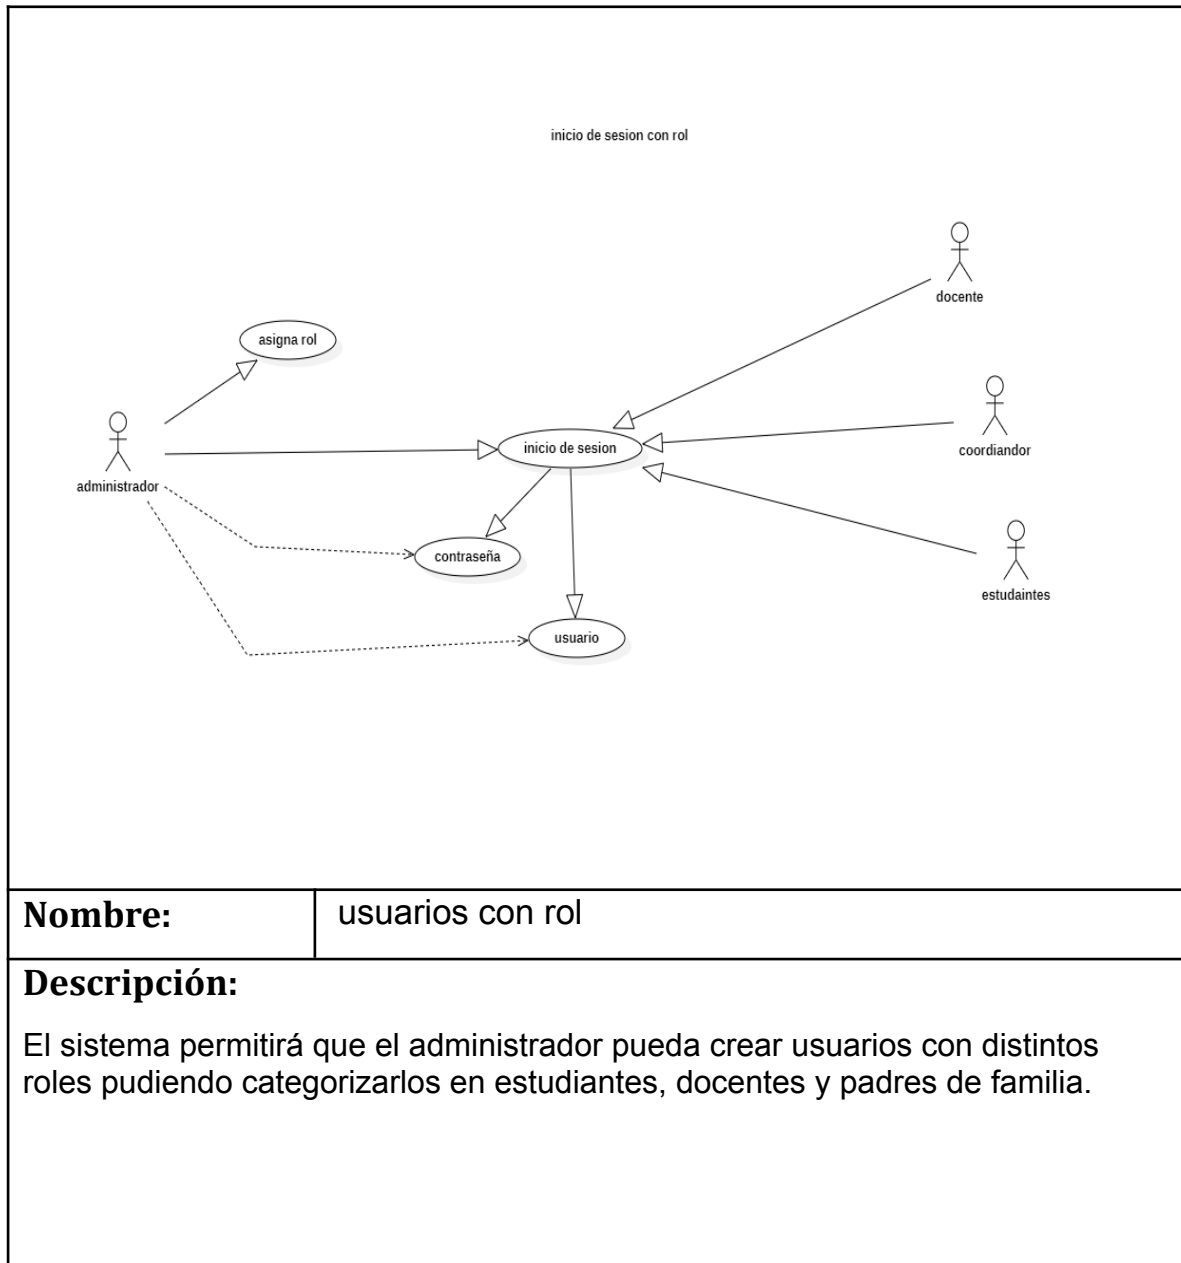 inicio de sesion con rol
docente
asigna rol
administrador
inicio de sesion
coordiandor
contraseña
estudaintes
usuario
Nombre:
usuarios con rol
Descripción:
El sistema permitirá que el administrador pueda crear usuarios con distintos
roles pudiendo categorizarlos en estudiantes, docentes y padres de familia.